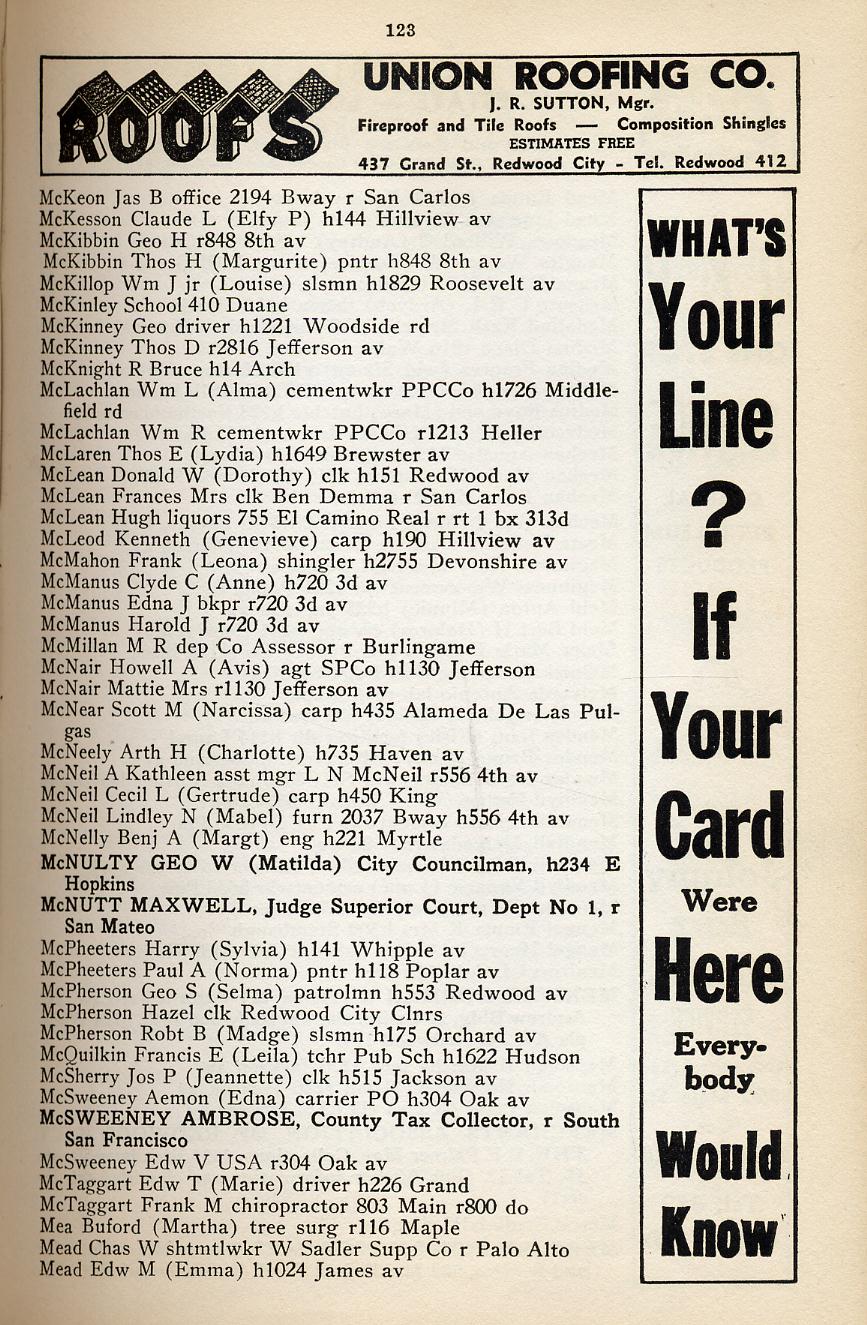 123
ROOFS
UNION ROOFING CO.
J. R. SUTTON, Mgr.
Fireproof and Tile Roofs — Composition Shingles
ESTIMATES FREE
437 Grand St., Redwood City - Tel. Redwood 412
McKeon Jas B office 2194 Bway r San Carlos
McKesson Claude L (Elfy P) h144 Hillview av
McKibbin Geo H r848 8th av
McKibbin Thos H (Margurite) pntr h848 8th av
McKillop Wm J jr (Louise) slsmn h1829 Roosevelt av
McKinley School 410 Duane
McKinney Geo driver h1221 Woodside rd
McKinney Thos D r2816 Jefferson av
McKnight R Bruce h14 Arch
McLachlan Wm L (Alma) cementwkr PPCCo h1726 Middle-
field rd
McLachlan Wm R cementwkr PPCCo r1213 Heller
McLaren Thos E (Lydia) h1649 Brewster av
McLean Donald W (Dorothy) clk h151 Redwood av
McLean Frances Mrs clk Ben Demma r San Carlos
McLean Hugh liquors 755 El Camino Real r rt 1 bx 313d
McLeod Kenneth (Genevieve) carp h190 Hillview av
McMahon Frank (Leona) shingler h2755 Devonshire av
McManus Clyde C (Anne) h720 3d av
McManus Edna J bkpr r720 3d av
McManus Harold J r720 3d av
McMillan M R dep Co Assessor r Burlingame
McNair Howell A (Avis) agt SPCo h1130 Jefferson
McNair Mattie Mrs r1130 Jefferson av
McNear Scott M (Narcissa) carp h435 Alameda De Las Pul-
gas
McNeely Arth H (Charlotte) h735 Haven av
McNeil A Kathleen asst mgr L N McNeil r556 4th av
McNeil Cecil L (Gertrude) carp h450 King
McNeil Lindley N (Mabel) furn 2037 Bway h556 4th av
McNelly Benj A (Margt) eng h221 Myrtle
McNULTY GEO W (Matilda) City Councilman, h234 E
Hopkins
McNUTT MAXWELL, Judge Superior Court, Dept No 1, r
San Mateo
McPheeters Harry (Sylvia) h141 Whipple av
McPheeters Paul A (Norma) pntr h118 Poplar av
McPherson Geo S (Selma) patrolmn h553 Redwood av
McPherson Hazel clk Redwood City Clnrs
McPherson Robt B (Madge) slsmn h175 Orchard av
McQuilkin Francis E (Leila) tchr Pub Sch h1622 Hudson
McSherry Jos P (Jeannette) clk h515 Jackson av
McSweeney Aemon (Edna) carrier PO h304 Oak av
McSWEENEY AMBROSE, County Tax Collector, r South
San Francisco
McSweeney Edw V USA r304 Oak av
McTaggart Edw T (Marie) driver h226 Grand
McTaggart Frank M chiropractor 803 Main r800 do
Mea Buford (Martha) tree surg r116 Maple
Mead Chas W shtmtlwkr W Sadler Supp Co r Palo Alto
Mead Edw M (Emma) h1024 James av
WHAT'S
Your
Line
?
If
Your
Card
Were
Here
Every-
body
Would
Know